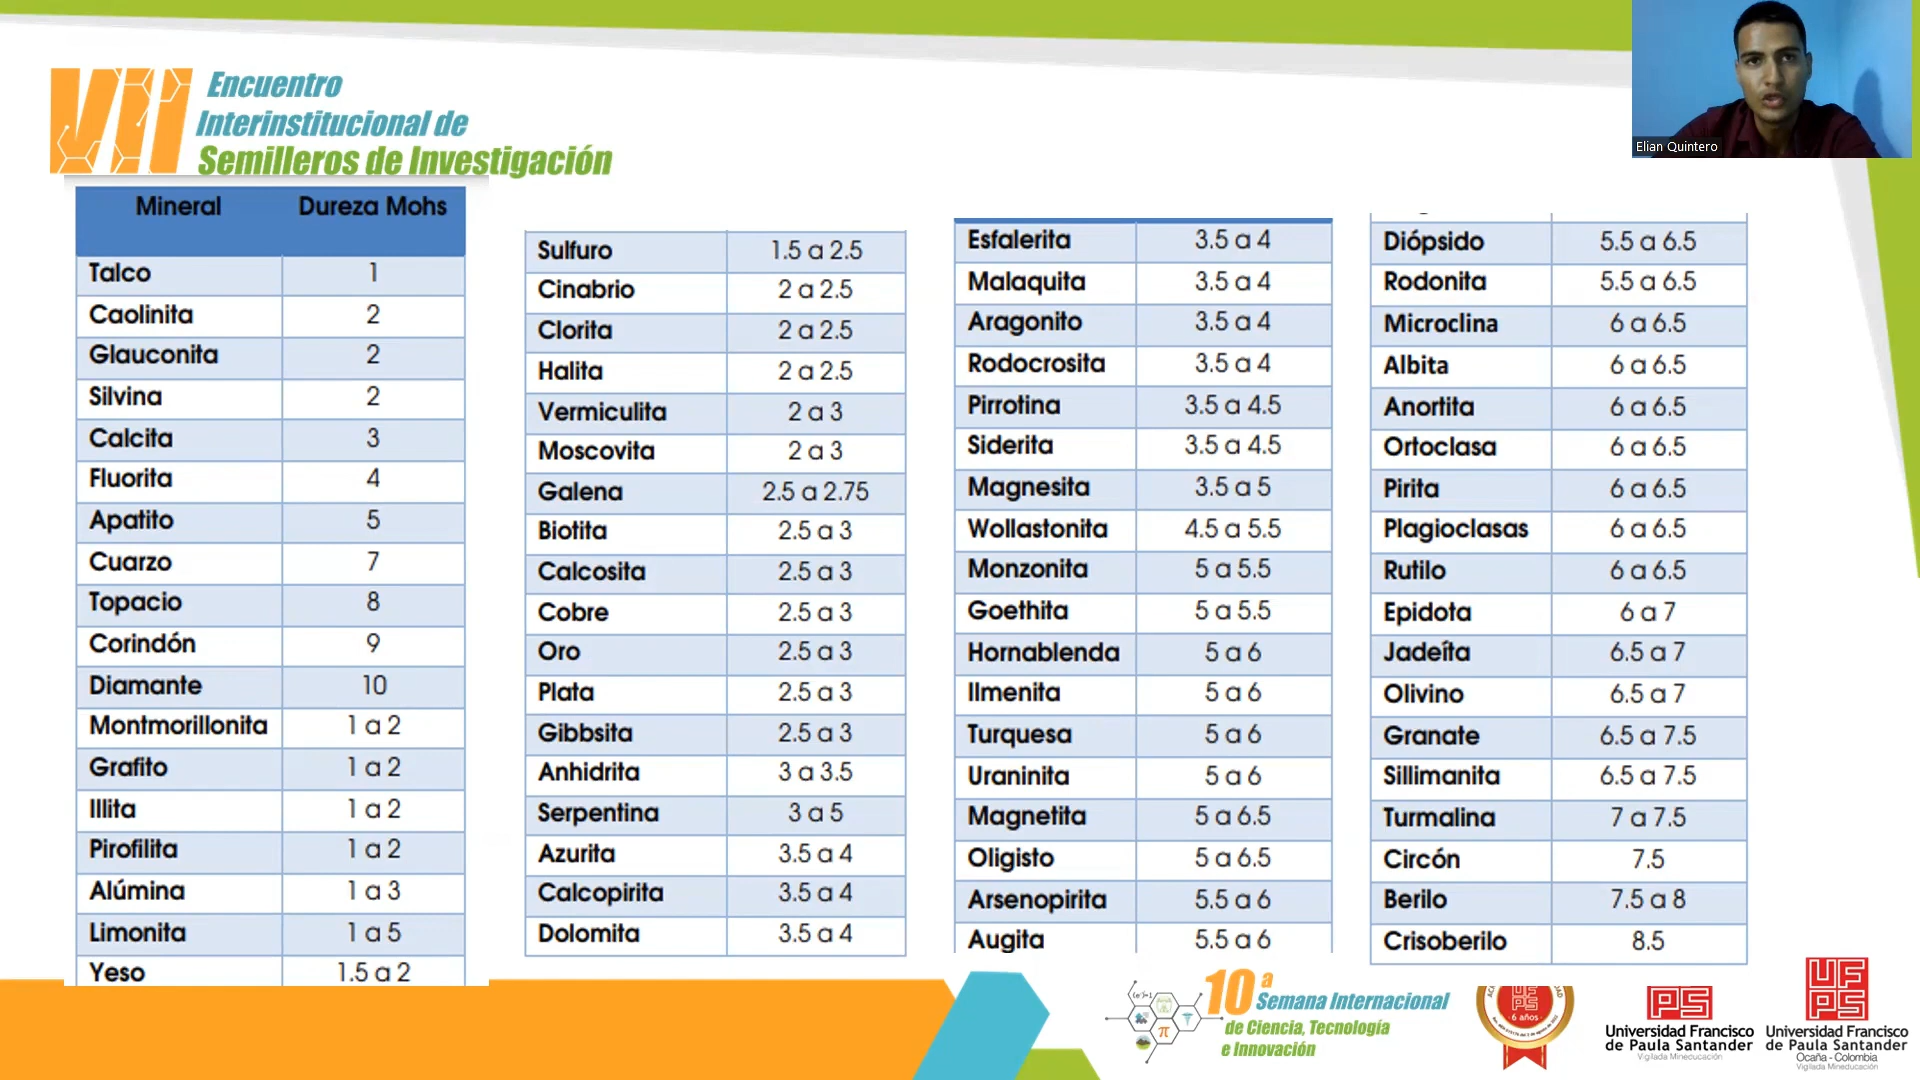 VII Encuentro
Interinstitucional de
Semilleros de Investigación
Elian Quintero
Mineral Dureza Mohs
Talco 1
Caolinita 2
Glauconita 2
Silvina 2
Calcita 3
Fluorita 4
Apatito 5
Cuarzo 7
Topacio 8
Corindón 9
Diamante 10
Montmorillonita 1 a 2
Grafito 1 a 2
Illita 1 a 2
Pirofilita 1 a 2
Alúmina 1 a 3
Limonita 1 a 5
Yeso 1.5 a 2
Sulfuro 1.5 a 2.5
Cinabrio 2 a 2.5
Clorita 2 a 2.5
Halita 2 a 2.5
Vermiculita 2 a 3
Moscovita 2 a 3
Galena 2.5 a 2.75
Biotita 2.5 a 3
Calcosita 2.5 a 3
Cobre 2.5 a 3
Oro 2.5 a 3
Plata 2.5 a 3
Gibbsita 2.5 a 3
Anhidrita 3 a 3.5
Serpentina 3 a 5
Azurita 3.5 a 4
Calcopirita 3.5 a 4
Dolomita 3.5 a 4
Esfalerita 3.5 a 4
Malaquita 3.5 a 4
Aragonito 3.5 a 4
Rodocrosita 3.5 a 4
Pirrotina 3.5 a 4.5
Siderita 3.5 a 4.5
Magnesita 3.5 a 5
Wollastonita 4.5 a 5.5
Monzonita 5 a 5.5
Goethita 5 a 5.5
Hornablenda 5 a 6
Ilmenita 5 a 6
Turquesa 5 a 6
Uraninita 5 a 6
Magnetita 5 a 6.5
Oligisto 5 a 6.5
Arsenopirita 5.5 a 6
Augita 5.5 a 6
Diópsido 5.5 a 6.5
Rodonita 5.5 a 6.5
Microclina 6 a 6.5
Albita 6 a 6.5
Anortita 6 a 6.5
Ortoclasa 6 a 6.5
Pirita 6 a 6.5
Plagioclasas 6 a 6.5
Rutilo 6 a 6.5
Epidota 6 a 7
Jadeíta 6.5 a 7
Olivino 6.5 a 7
Granate 6.5 a 7.5
Sillimanita 6.5 a 7.5
Turmalina 7 a 7.5
Circón 7.5
Berilo 7.5 a 8
Crisoberilo 8.5
10ª Semana Internacional
de Ciencia, Tecnología
e Innovación
π
UFPS
6 años
PS
Universidad Francisco
de Paula Santander
Vigilada Mineducación
UFPS
Universidad Francisco
de Paula Santander
Ocaña - Colombia
Vigilada Mineducación